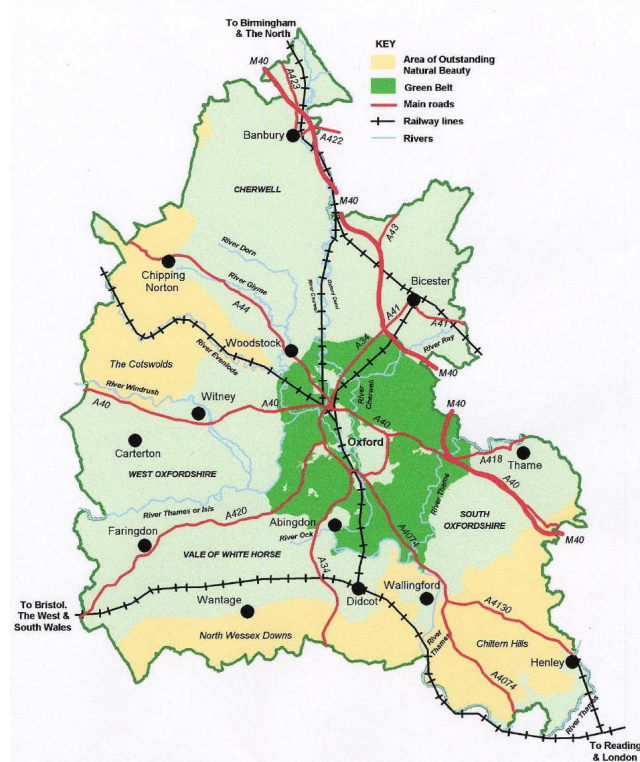 To Birmingham
& The North
KEY
Area of Outstanding
Natural Beauty
Green Belt
Main roads
Railway lines
Rivers
M40
A423
Banbury
A422
CHERWELL
M40
A43
River Dorn
Chipping
Norton
River Glyme
A44
Oxford Canal
River Cherwell
Bicester
A41
A41
Woodstock
A34
River Ray
The Cotswolds
River Evenlode
M40
River Windrush
A40
Witney
A40
River
Cherwell
A40
M40
Oxford
Carterton
A418
Thame
WEST OXFORDSHIRE
A40
River Thame
River Thames or Isis
A420
SOUTH
OXFORDSHIRE
Abingdon
Faringdon
River Ock
M40
VALE OF WHITE HORSE
A4074
A34
Wallingford
To Bristol.
The West &
South Wales
Wantage
Didcot
A4130
North Wessex Downs
River
Thames
Chiltern Hills
Henley
A4074
River Thames
To Reading
& London